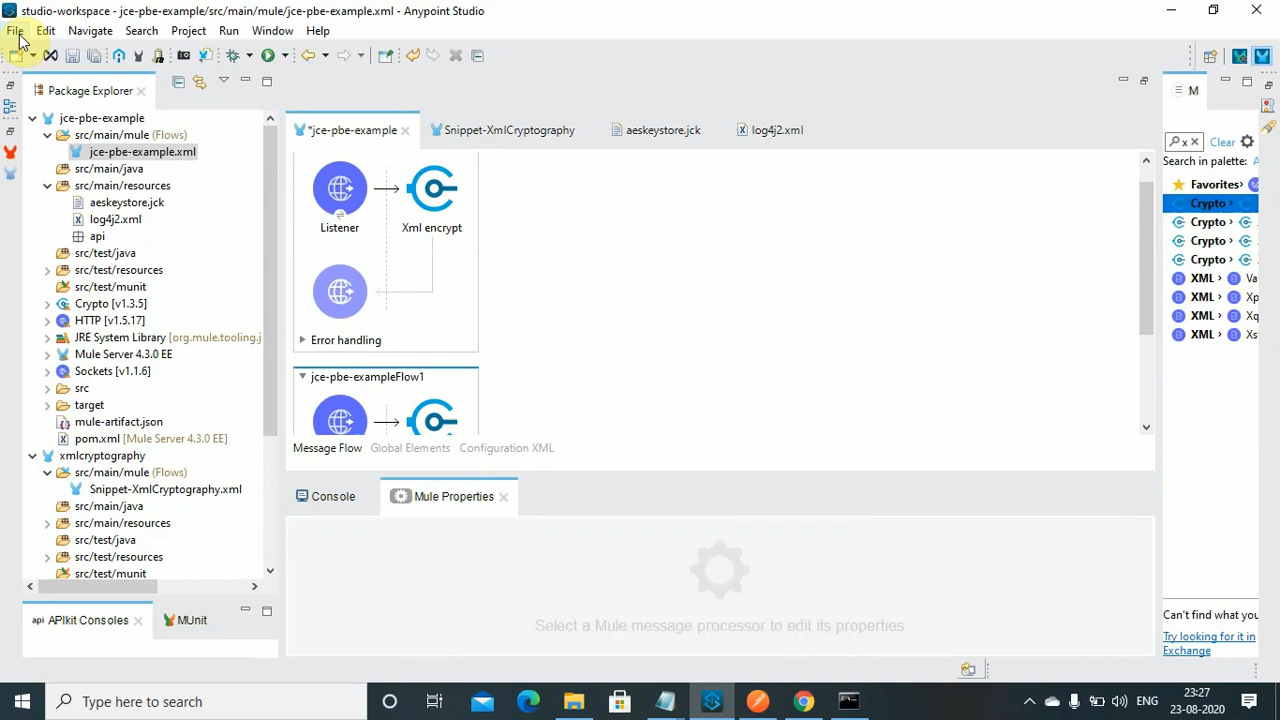 studio-workspace - jce-pbe-example/src/main/mule/jce-pbe-example.xml - Anypoint Studio
File Edit Navigate Search Project Run Window Help
Package Explorer
jce-pbe-example
src/main/mule (Flows)
jce-pbe-example.xml
src/main/java
src/main/resources
aeskeystore.jck
log4j2.xml
api
src/test/java
src/test/resources
src/test/munit
Crypto [v1.3.5]
HTTP [v1.5.17]
JRE System Library [org.mule.tooling.j
Mule Server 4.3.0 EE
Sockets [v1.1.6]
src
target
mule-artifact.json
pom.xml [Mule Server 4.3.0 EE]
xmlcryptography
src/main/mule (Flows)
Snippet-XmlCryptography.xml
src/main/java
src/main/resources
src/test/java
src/test/resources
src/test/munit
API APIkit Consoles MUnit
*jce-pbe-example Snippet-XmlCryptography aeskeystore.jck log4j2.xml
Listener Xml encrypt
Error handling
jce-pbe-exampleFlow1
Message Flow Global Elements Configuration XML
Console Mule Properties
Select a Mule message processor to edit its properties
M
x Clear
Search in palette: A
Favorites
Crypto
Crypto
Crypto
Crypto
XML Va
XML Xp
XML Xq
XML Xs
Can't find what you
Try looking for it in
Exchange
Type here to search
ENG
23:27
23-08-2020